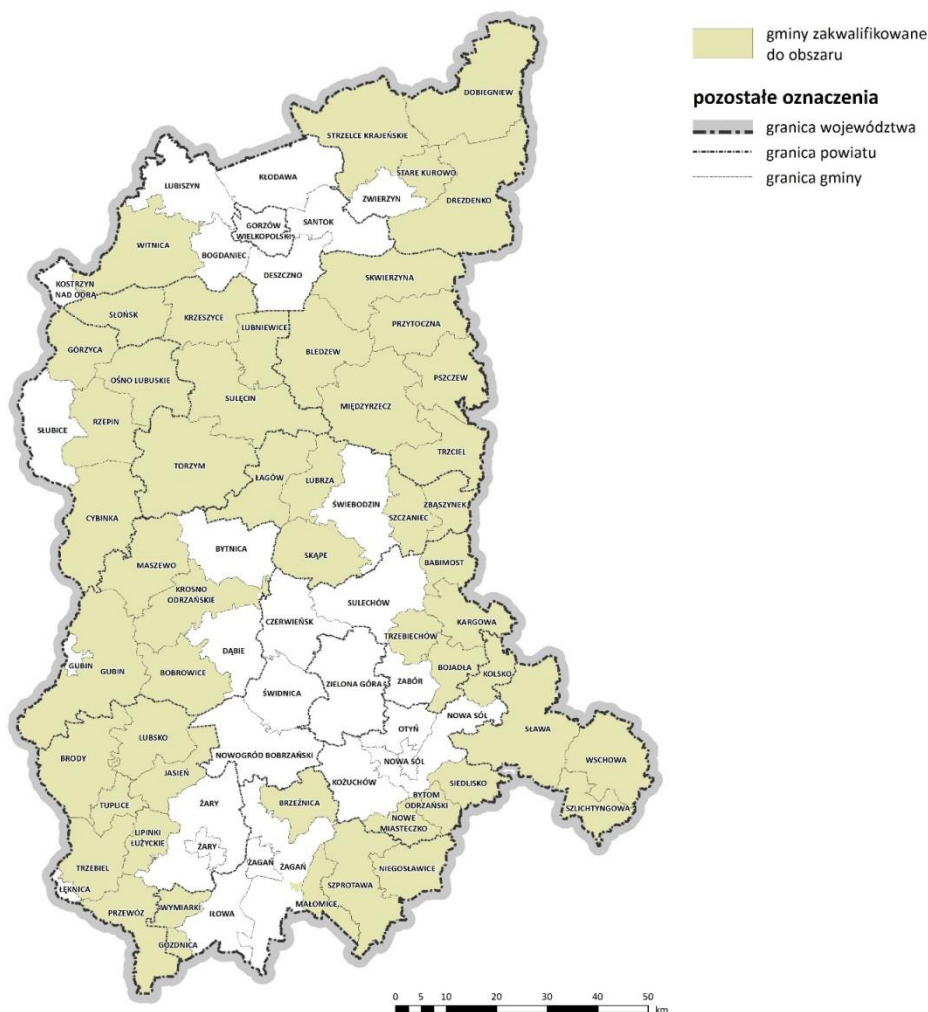 gminy zakwalifikowane
do obszaru
pozostałe oznaczenia
granica województwa
granica powiatu
granica gminy
DOBIEGNIEW
STRZELCE KRAJEŃSKIE
STARE KUROWO
KŁODAWA
LUBISZYN
ZWIERZYN
DREZDENKO
SANTOK
GORZÓW
WIELKOPOLSKI
WITNICA
BOGDANIEC
DESZCZNO
SKWIERZYNA
KOSTRZYN
NAD ODRĄ
SŁOŃSK
KRZESZYCE
LUBNIEWICE
PRZYTOCZNA
GÓRZYCA
BLEDZEW
OŚNO LUBUSKIE
PSZCZEW
SULĘCIN
MIĘDZYRZECZ
RZEPIN
SŁUBICE
TRZCIEL
TORZYM
ŁAGÓW
LUBRZA
ŚWIEBODZIN
ZBĄSZYNEK
SZCZANIEC
CYBINKA
BYTNICA
SKĄPE
BABIMOST
MASZEWO
KROSNO
ODRZAŃSKIE
SULECHÓW
CZERWIEŃSK
KARGOWA
TRZEBIECHÓW
DĄBIE
GUBIN
GUBIN
BOBROWICE
BOJADŁA
KOLSKO
ZIELONA GÓRA
ZABÓR
ŚWIDNICA
NOWA SÓL
SŁAWA
OTYŃ
LUBSKO
BRODY
NOWOGRÓD BOBRZAŃSKI
WSCHOWA
NOWA SÓL
JASIEŃ
KOŻUCHÓW
SIEDLISKO
BYTOM
ODRZAŃSKI
TUPLICE
ŻARY
BRZEŹNICA
SZLICHTYNGOWA
NOWE
MIASTECZKO
LIPINKI
ŁUŻYCKIE
ŻARY
ŻAGAŃ
ŻAGAŃ
TRZEBIEL
NIEGOSŁAWICE
SZPROTAWA
ŁĘKNICA
MAŁOMICE
PRZEWÓZ
WYMIARKI
IŁOWA
GOZDNICA
0 5 10 20 30 40 50
km